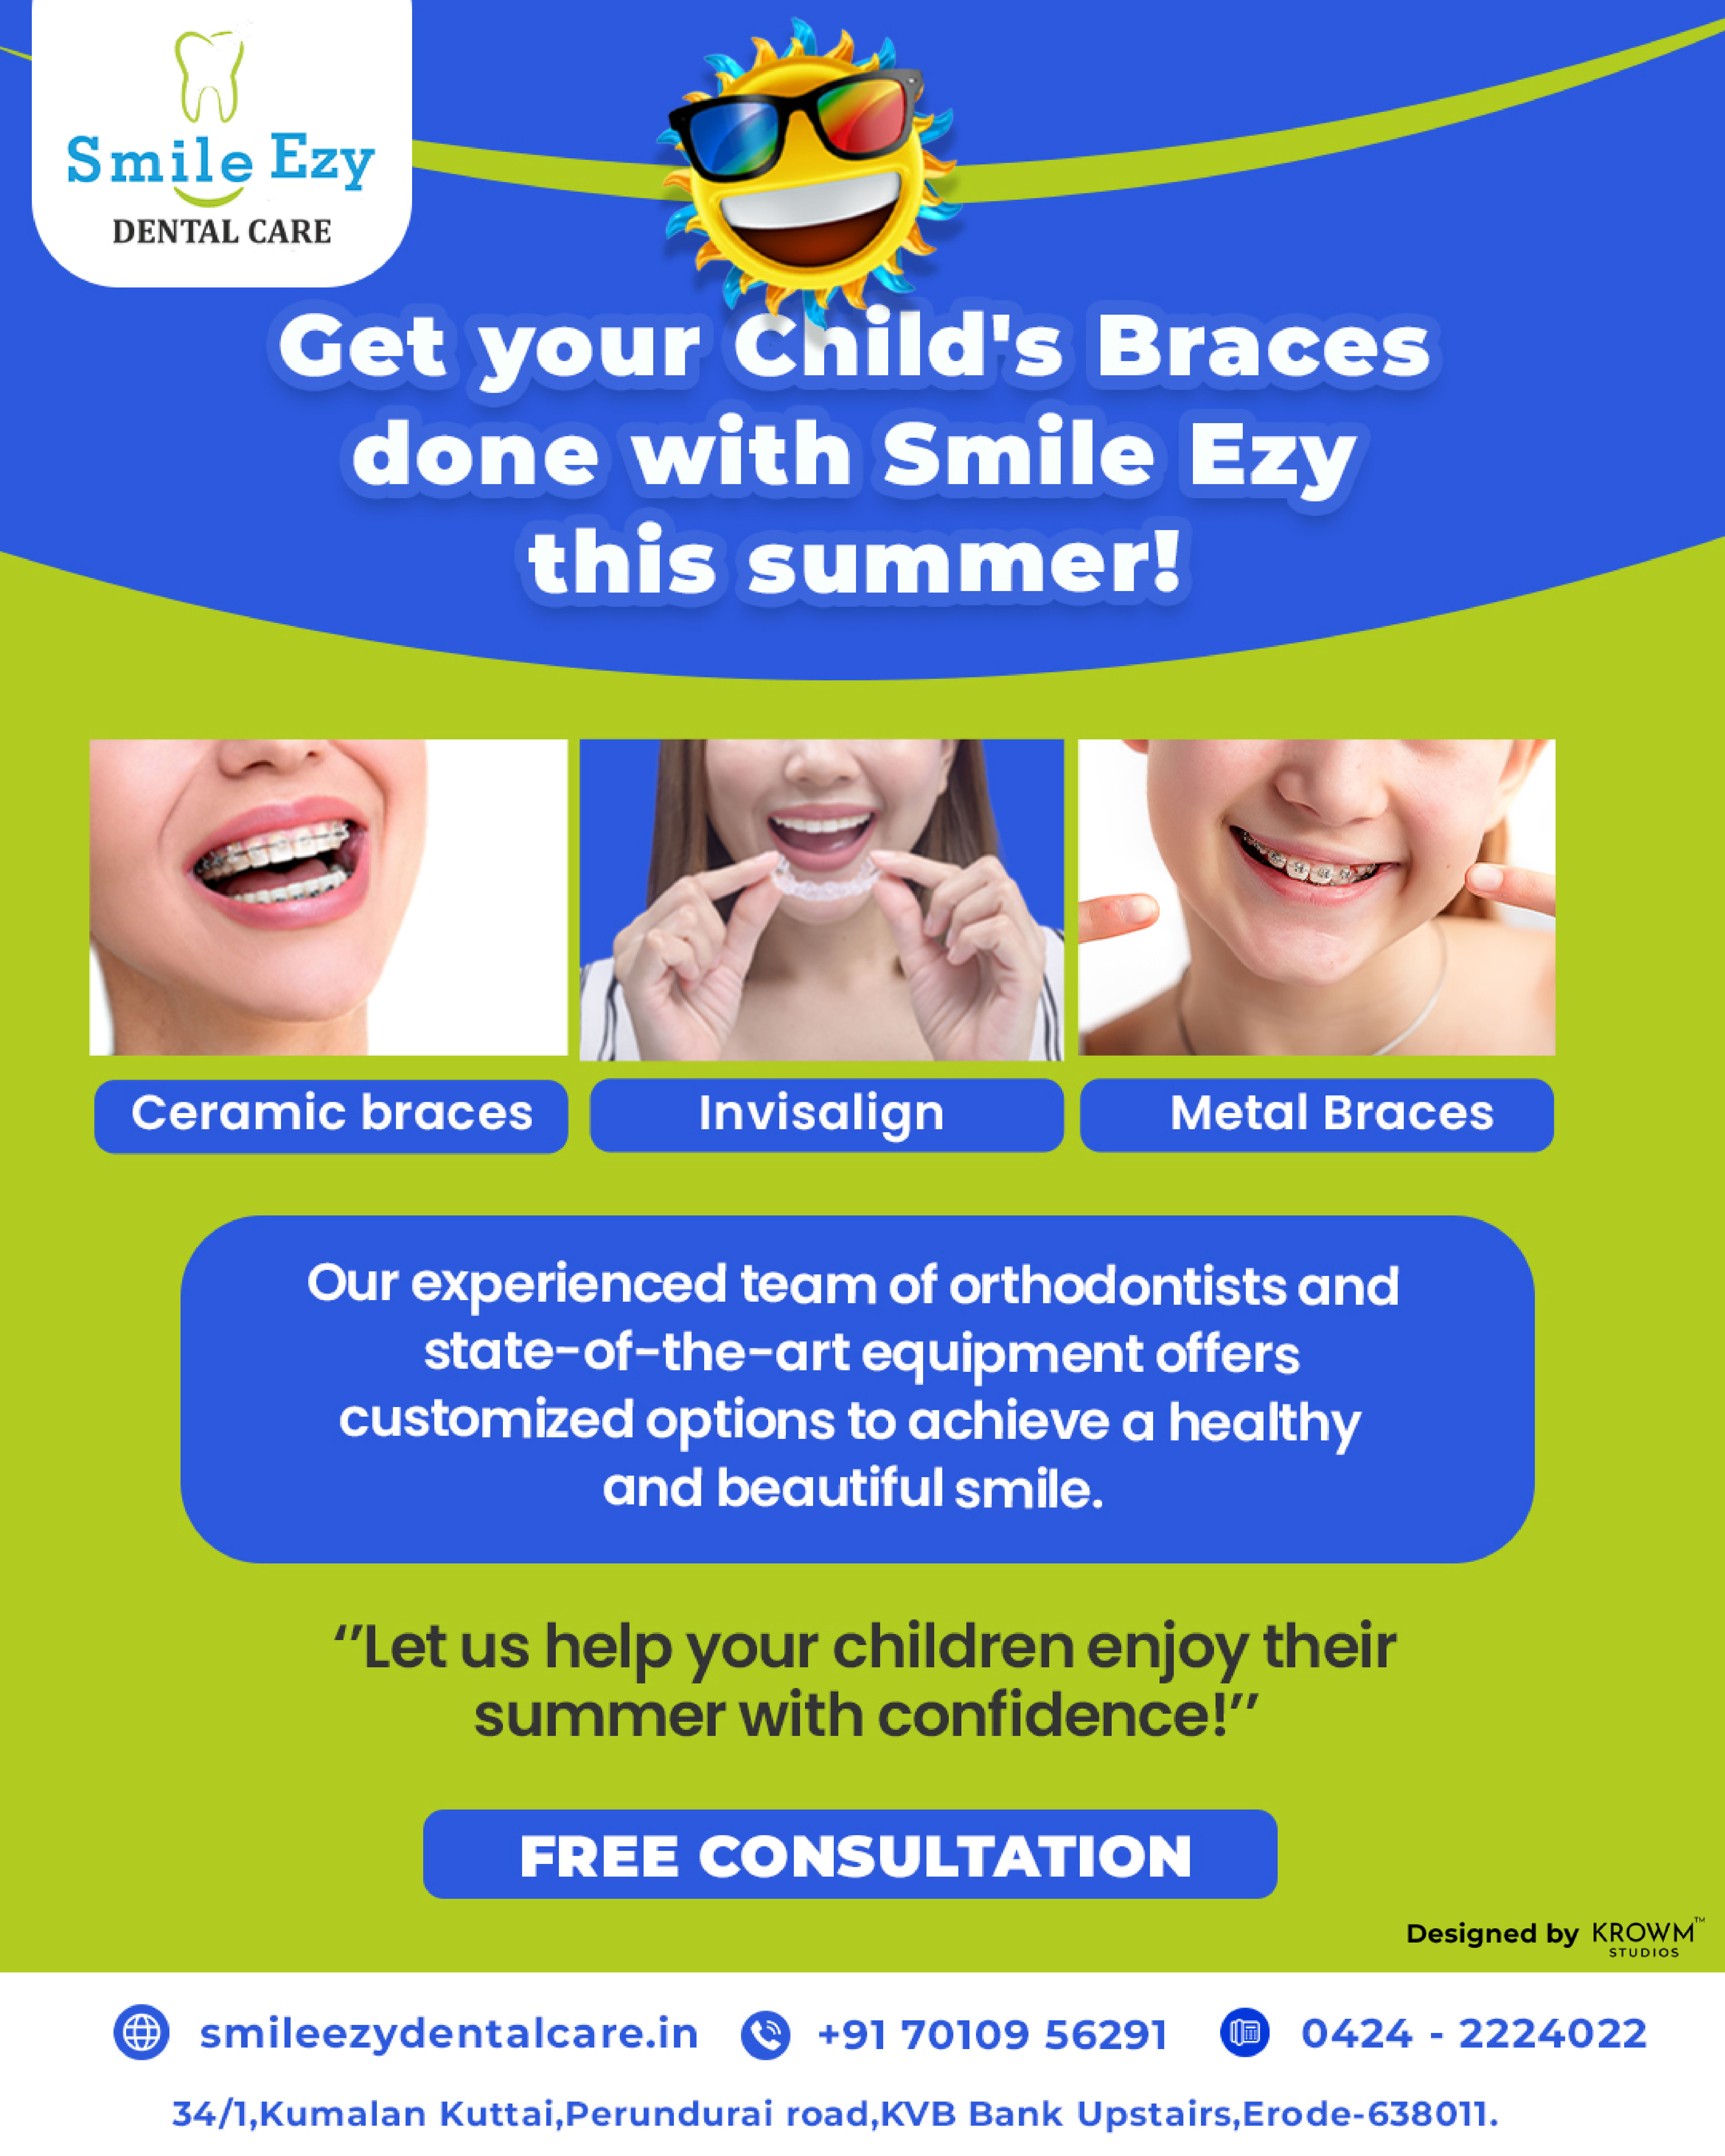 Smile Ezy
DENTAL CARE
Get your Child's Braces
done with Smile Ezy
this summer!
Ceramic braces
Invisalign
Metal Braces
Our experienced team of orthodontists and
state-of-the-art equipment offers
customized options to achieve a healthy
and beautiful smile.
‘’Let us help your children enjoy their
summer with confidence!’’
FREE CONSULTATION
Designed by KROWM™
STUDIOS
smileezydentalcare.in +91 70109 56291 0424 - 2224022
34/1,Kumalan Kuttai,Perundurai road,KVB Bank Upstairs,Erode-638011.